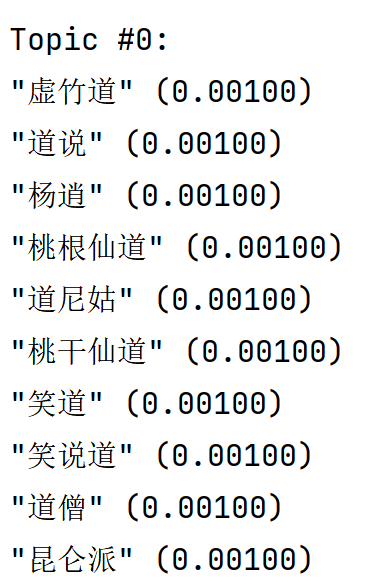 Topic #0:
"虚竹道" (0.00100)
"道说" (0.00100)
"杨逍" (0.00100)
"桃根仙道" (0.00100)
"道尼姑" (0.00100)
"桃干仙道" (0.00100)
"笑道" (0.00100)
"笑说道" (0.00100)
"道僧" (0.00100)
"昆仑派" (0.00100)